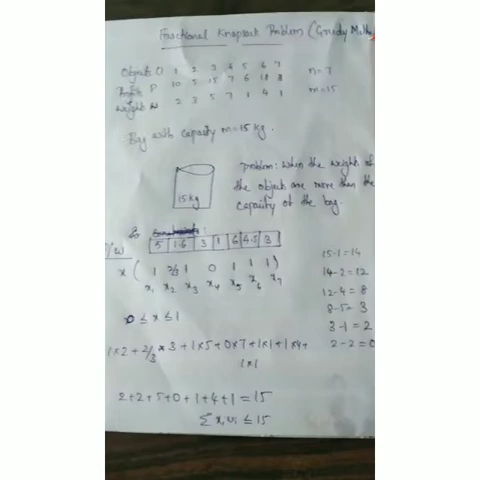 Fractional Knapsack Problem (Greedy
Objects O 1 2 3 4 5 6 7 n=7
Profit P 10 5 15 7 6 18 3 m=15
Weight W 2 3 5 7 1 4 1
Bag with capacity m=15 kg.
Problem: When the weight of
the object are more then the
capacity of the bag.
15 kg
5 1.6 3 1 6 4.5 3
P/w
x ( 1 2/3 1 0 1 1 1 )
x1 x2 x3 x4 x5 x6 x7
15-1=14
14-2=12
12-4=8
8-5=3
3-1=2
2-2=0
0 ≤ x ≤ 1
1×2 + 2/3 × 3 + 1×5 + 0×7 + 1×1 + 1×4 +
1×1
2+2+5+0+1+4+1=15
Σ xi wi ≤ 15